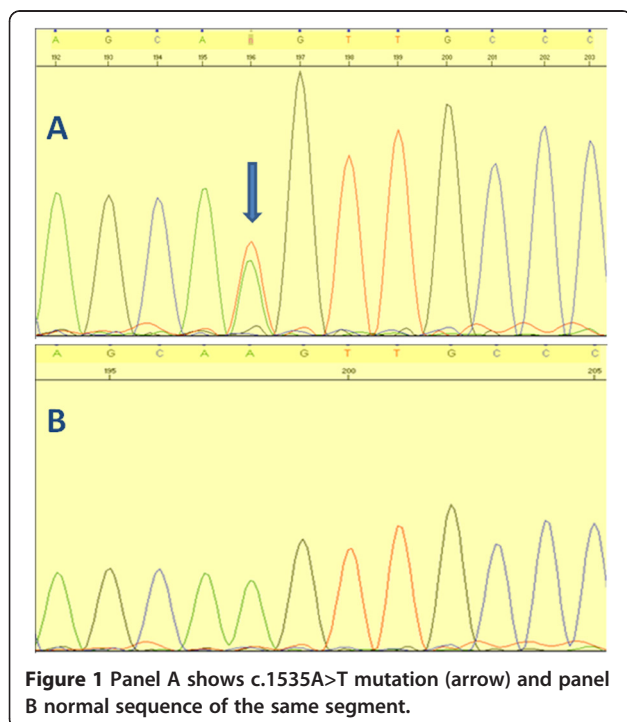 A G C A G T T G C C C
192 193 194 195 196 197 198 199 200 201 202 203
A
A G C A A G T T G C C C
195 200 205
B
Figure 1 Panel A shows c.1535A>T mutation (arrow) and panel
B normal sequence of the same segment.